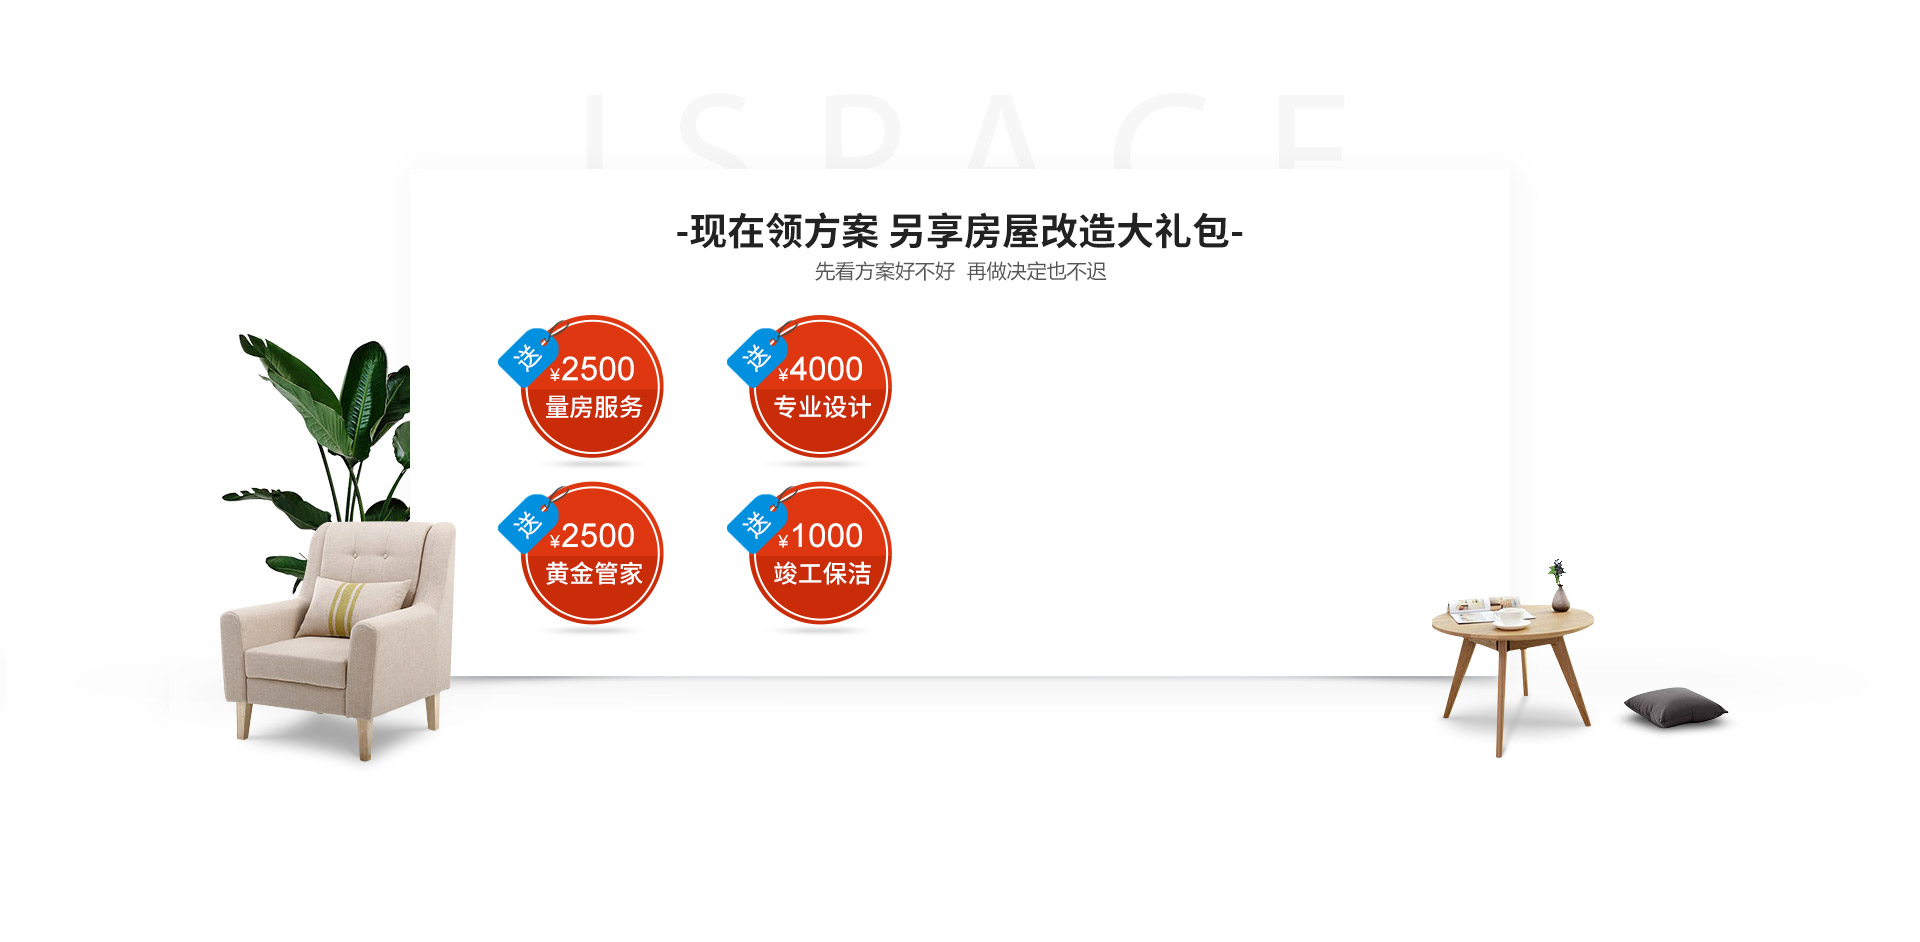 ISPACE
-现在领方案 另享房屋改造大礼包-
先看方案好不好 再做决定也不迟
送
¥2500
量房服务
送
¥4000
专业设计
送
¥2500
黄金管家
送
¥1000
竣工保洁